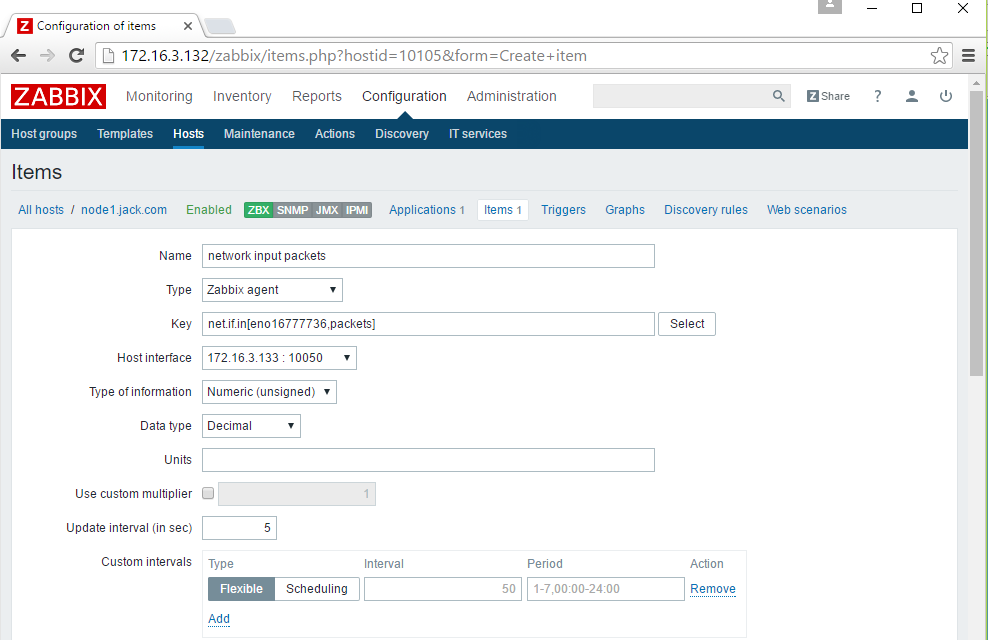 Z Configuration of items
172.16.3.132/zabbix/items.php?hostid=10105&form=Create+item
ZABBIX Monitoring Inventory Reports Configuration Administration Z Share ?
Host groups Templates Hosts Maintenance Actions Discovery IT services
Items
All hosts / node1.jack.com Enabled ZBX SNMP JMX IPMI Applications 1 Items 1 Triggers Graphs Discovery rules Web scenarios
Name network input packets
Type Zabbix agent
Key net.if.in[eno16777736,packets] Select
Host interface 172.16.3.133 : 10050
Type of information Numeric (unsigned)
Data type Decimal
Units
Use custom multiplier 1
Update interval (in sec) 5
Custom intervals Type Interval Period Action
Flexible Scheduling 50 1-7,00:00-24:00 Remove
Add